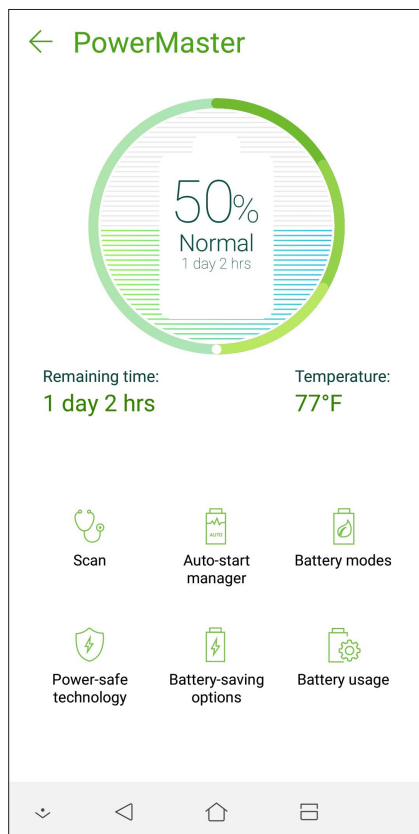 PowerMaster
50%
Normal
1 day 2 hrs
Remaining time:
1 day 2 hrs
Temperature:
77°F
Scan
Auto-start
manager
AUTO
Battery modes
Power-safe
technology
Battery-saving
options
Battery usage